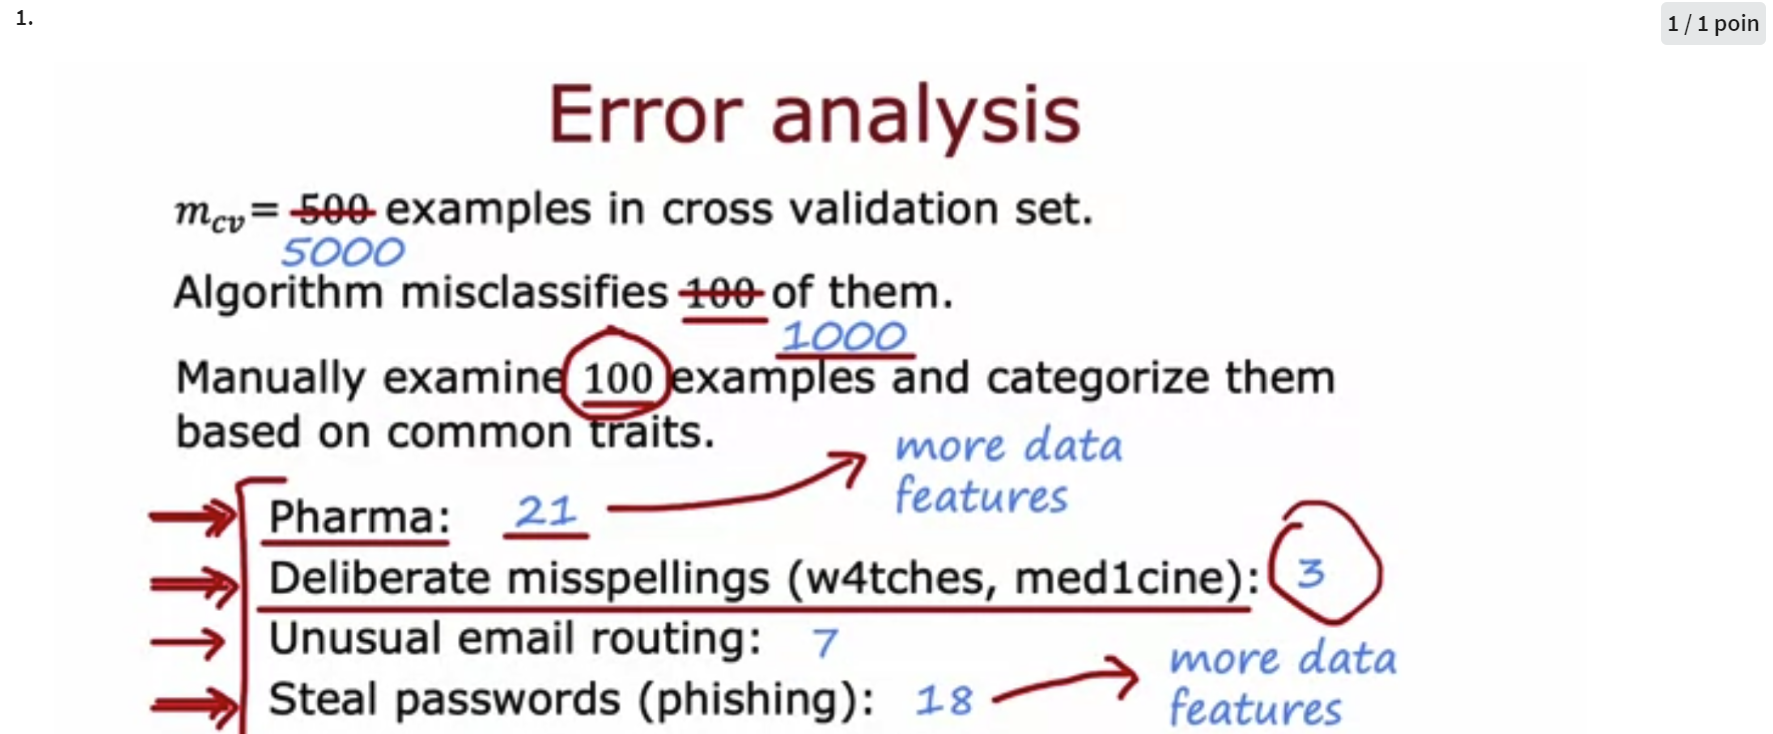 1.
1 / 1 poin
Error analysis
m_cv = 500 examples in cross validation set.
5000
Algorithm misclassifies 100 of them.
1000
Manually examine 100 examples and categorize them
based on common traits.
more data
features
Pharma: 21
Deliberate misspellings (w4tches, med1cine): 3
Unusual email routing: 7
more data
Steal passwords (phishing): 18
features